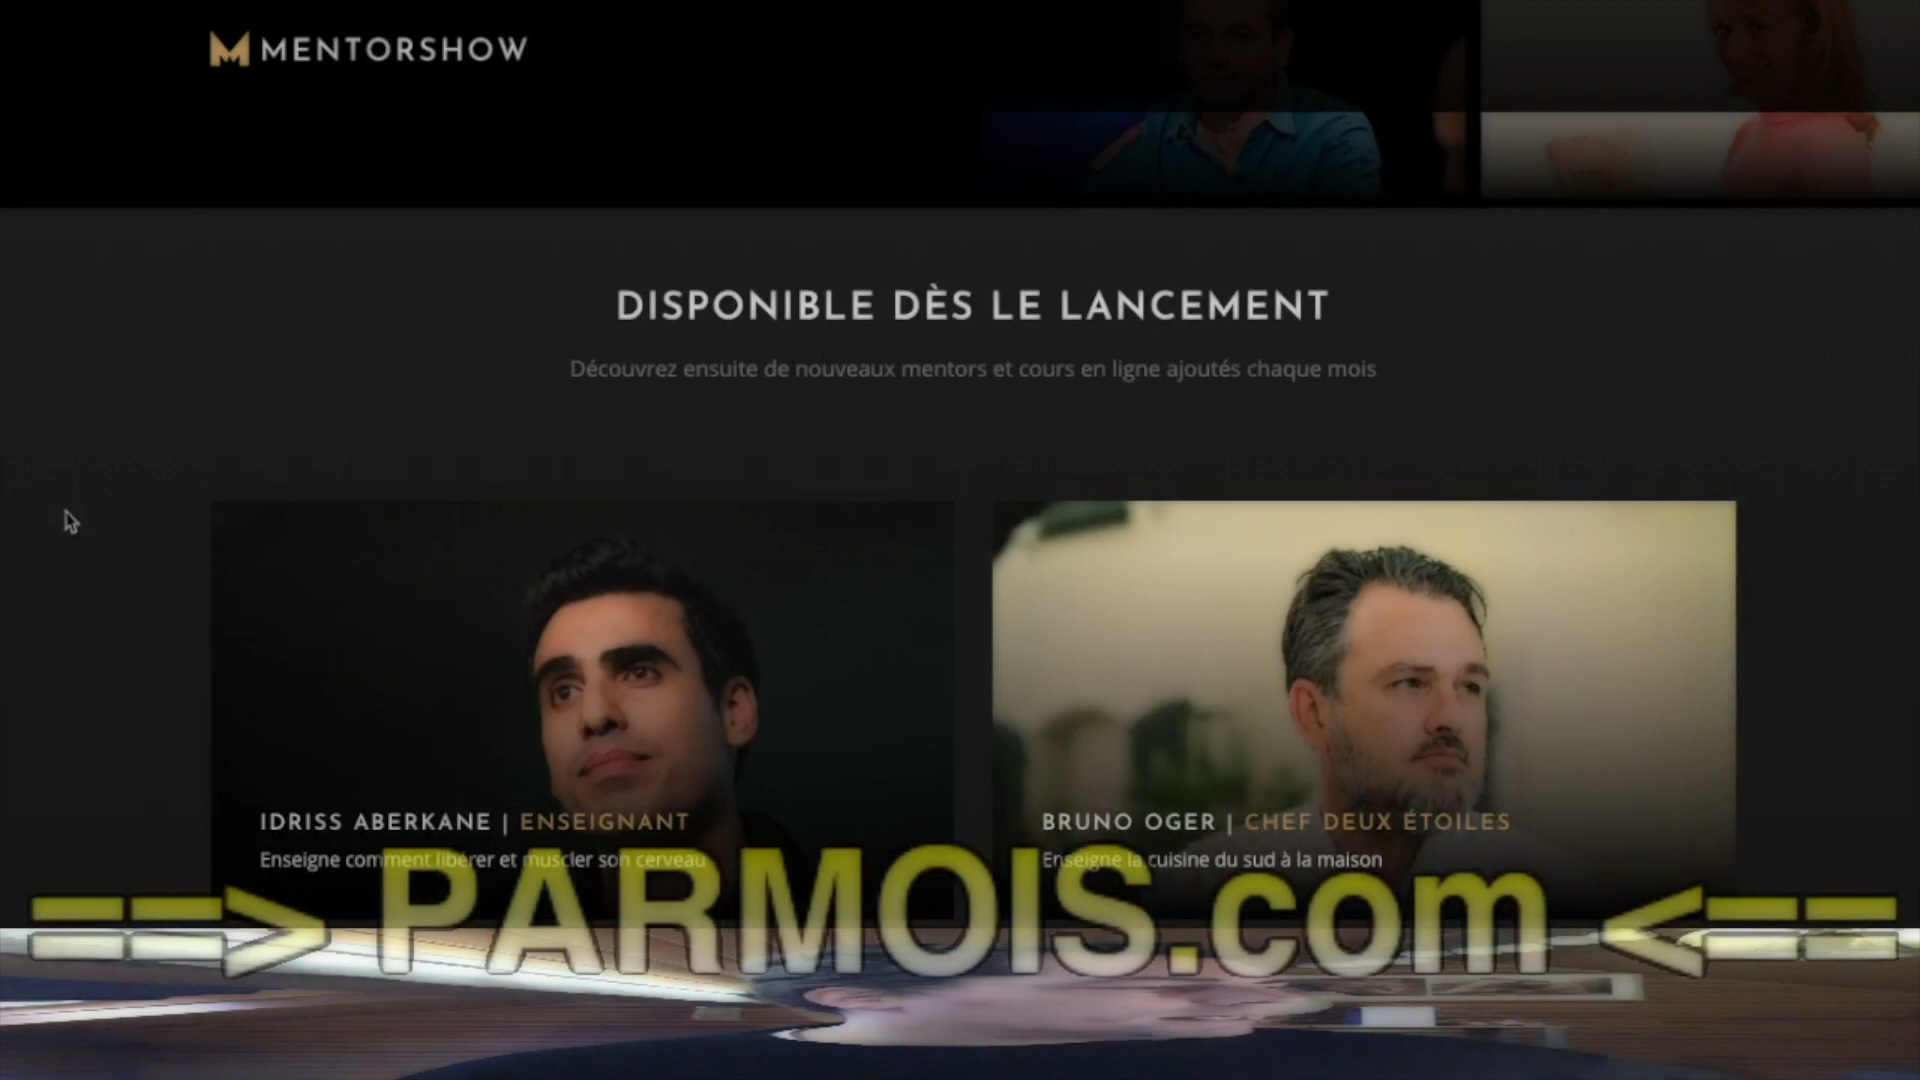 MENTORSHOW
DISPONIBLE DÈS LE LANCEMENT
Découvrez ensuite de nouveaux mentors et cours en ligne ajoutés chaque mois
IDRISS ABERKANE | ENSEIGNANT
Enseigne comment libérer et muscler son cerveau
BRUNO OGER | CHEF DEUX ÉTOILES
Enseigne la cuisine du sud à la maison
==> PARMOIS.com <==